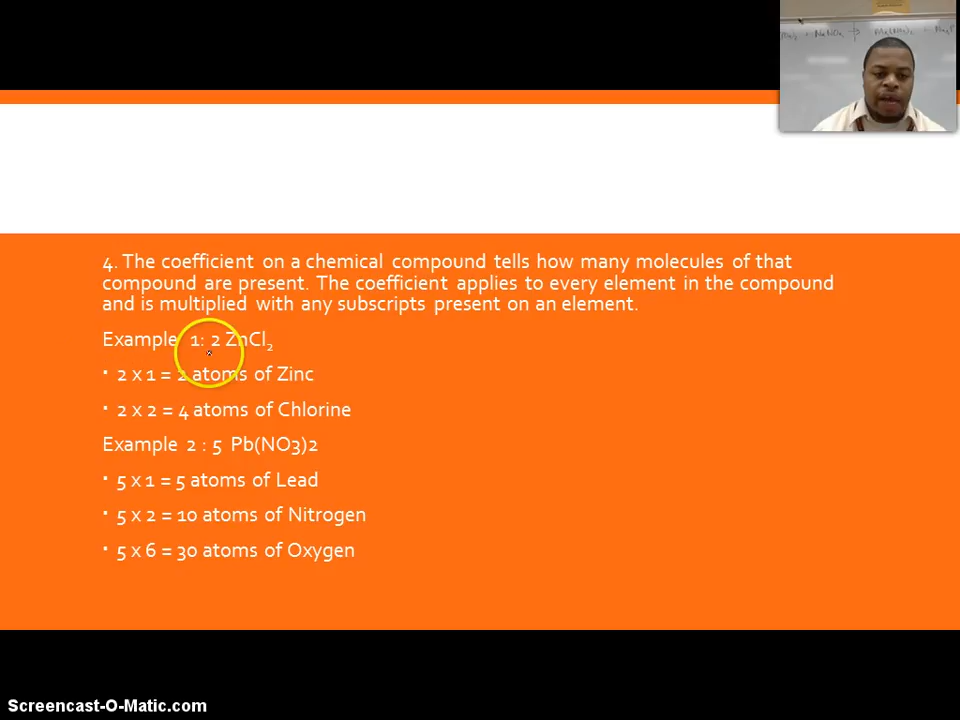 4. The coefficient on a chemical compound tells how many molecules of that
compound are present. The coefficient applies to every element in the compound
and is multiplied with any subscripts present on an element.
Example 1: 2 ZnCl₂
▪ 2 x 1 = 2 atoms of Zinc
▪ 2 x 2 = 4 atoms of Chlorine
Example 2 : 5 Pb(NO3)2
▪ 5 x 1 = 5 atoms of Lead
▪ 5 x 2 = 10 atoms of Nitrogen
▪ 5 x 6 = 30 atoms of Oxygen
Screencast-O-Matic.com